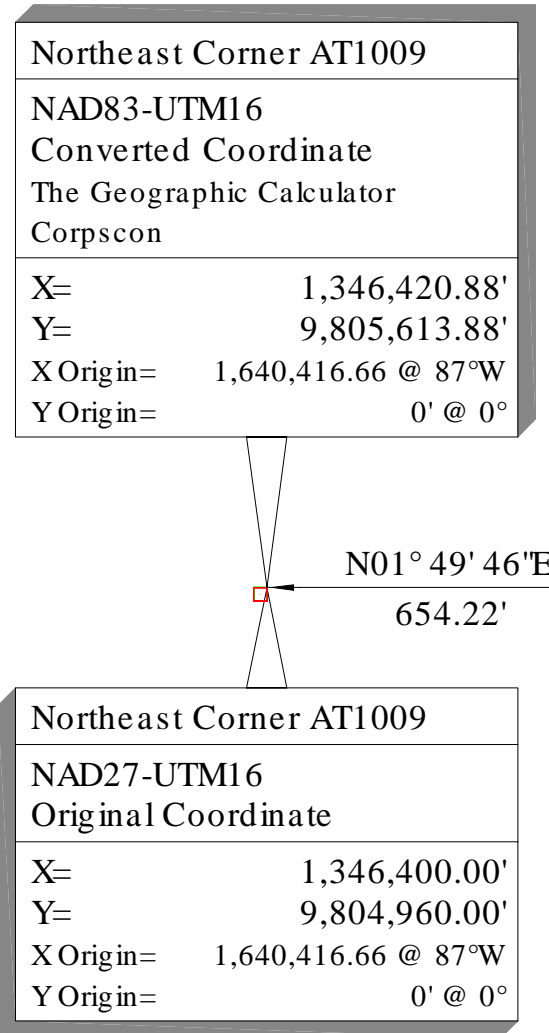 Northeast Corner AT1009
NAD83-UTM16
Converted Coordinate
The Geographic Calculator
Corpscon
X= 1,346,420.88'
Y= 9,805,613.88'
X Origin= 1,640,416.66 @ 87°W
Y Origin= 0' @ 0°
N01° 49' 46"E
654.22'
Northeast Corner AT1009
NAD27-UTM16
Original Coordinate
X= 1,346,400.00'
Y= 9,804,960.00'
X Origin= 1,640,416.66 @ 87°W
Y Origin= 0' @ 0°